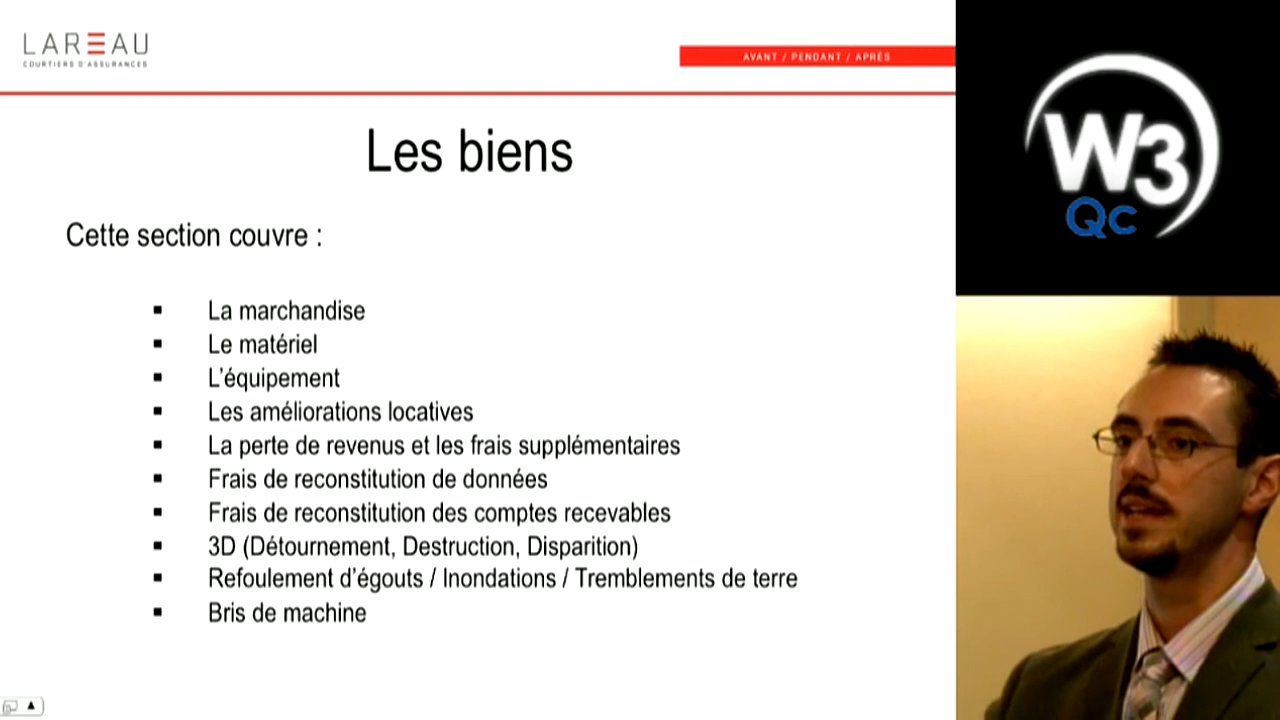 LAREAU
COURTIERS D'ASSURANCES
AVANT / PENDANT / APRÈS
Les biens
Cette section couvre :
▪ La marchandise
▪ Le matériel
▪ L'équipement
▪ Les améliorations locatives
▪ La perte de revenus et les frais supplémentaires
▪ Frais de reconstitution de données
▪ Frais de reconstitution des comptes recevables
▪ 3D (Détournement, Destruction, Disparition)
▪ Refoulement d'égouts / Inondations / Tremblements de terre
▪ Bris de machine
W3
Qc